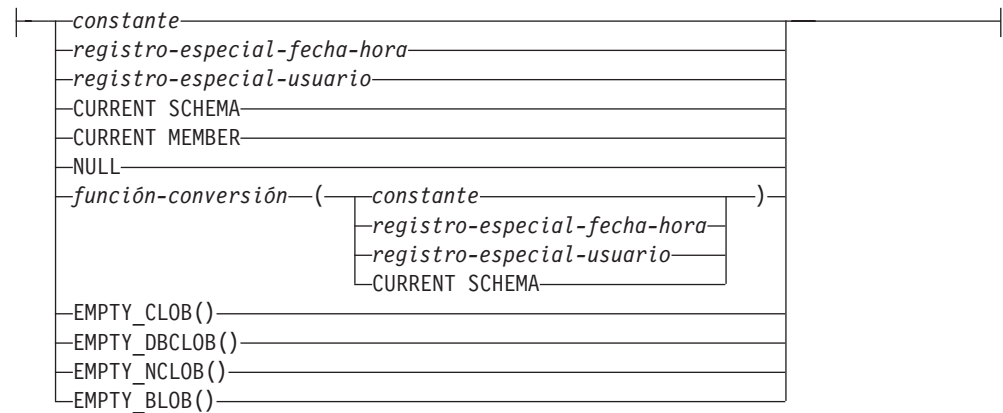 constante
registro-especial-fecha-hora
registro-especial-usuario
CURRENT SCHEMA
CURRENT MEMBER
NULL
función-conversión ( constante )
registro-especial-fecha-hora
registro-especial-usuario
CURRENT SCHEMA
EMPTY_CLOB()
EMPTY_DBCLOB()
EMPTY_NCLOB()
EMPTY_BLOB()